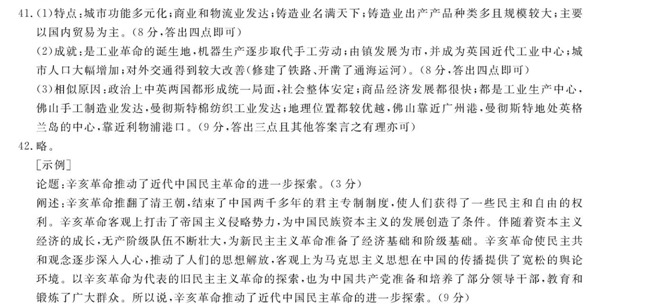 41. (1)特点:城市功能多元化;商业和物流业发达;铸造业名满天下;铸造业出产产品种类多且规模较大;主要
以国内贸易为主。(8分,答出四点即可)
(2)成就:是工业革命的诞生地,机器生产逐步取代手工劳动;由镇发展为市,并成为英国近代工业中心;城
市人口大幅增加;对外交通得到较大改善(修建了铁路、开凿了通海运河)。(8分,答出四点即可)
(3)相似原因:政治上中英两国都形成统一局面,社会整体安定;商品经济发展都很快;都是工业生产中心,
佛山手工制造业发达,曼彻斯特棉纺织工业发达;地理位置都较优越,佛山靠近广州港,曼彻斯特地处英格
兰岛的中心,靠近利物浦港口。(9分,答出三点且其他答案言之有理亦可)
42. 略。
[示例]
论题:辛亥革命推动了近代中国民主革命的进一步探索。(3分)
阐述:辛亥革命推翻了清王朝,结束了中国两千多年的君主专制制度,使人们获得了一些民主和自由的权
利。辛亥革命客观上打击了帝国主义侵略势力,为中国民族资本主义的发展创造了条件。伴随着资本主义
经济的成长,无产阶级队伍不断壮大,为新民主主义革命准备了经济基础和阶级基础。辛亥革命使民主共
和观念逐步深入人心,推动了人们的思想解放,客观上为马克思主义思想在中国的传播提供了宽松的舆论
环境。以辛亥革命为代表的旧民主主义革命的探索,也为中国共产党准备和培养了部分领导干部,教育和
锻炼了广大群众。所以说,辛亥革命推动了近代中国民主革命的进一步探索。(9分)